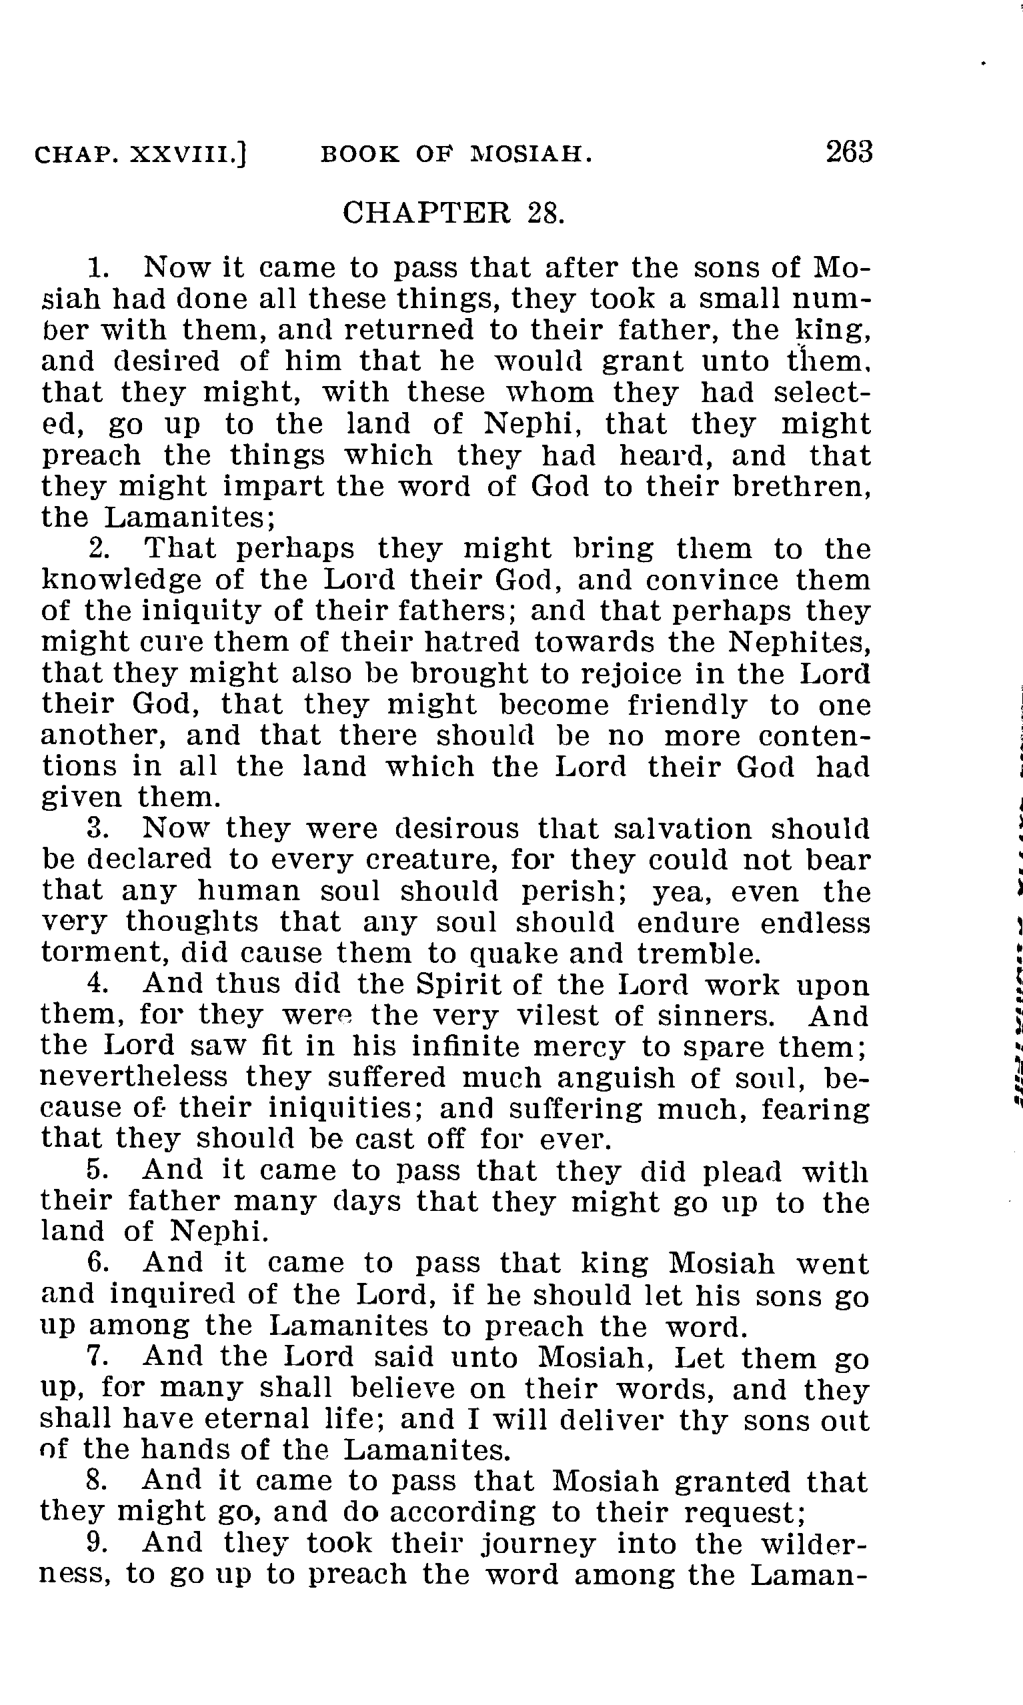 CHAP. XXVIII.] BOOK OF MOSIAH. 263
CHAPTER 28.
1. Now it came to pass that after the sons of Mo-
siah had done all these things, they took a small num-
ber with them, and returned to their father, the king,
and desired of him that he would grant unto them,
that they might, with these whom they had select-
ed, go up to the land of Nephi, that they might
preach the things which they had heard, and that
they might impart the word of God to their brethren,
the Lamanites;
2. That perhaps they might bring them to the
knowledge of the Lord their God, and convince them
of the iniquity of their fathers; and that perhaps they
might cure them of their hatred towards the Nephites,
that they might also be brought to rejoice in the Lord
their God, that they might become friendly to one
another, and that there should be no more conten-
tions in all the land which the Lord their God had
given them.
3. Now they were desirous that salvation should
be declared to every creature, for they could not bear
that any human soul should perish; yea, even the
very thoughts that any soul should endure endless
torment, did cause them to quake and tremble.
4. And thus did the Spirit of the Lord work upon
them, for they were the very vilest of sinners. And
the Lord saw fit in his infinite mercy to spare them;
nevertheless they suffered much anguish of soul, be-
cause of their iniquities; and suffering much, fearing
that they should be cast off for ever.
5. And it came to pass that they did plead with
their father many days that they might go up to the
land of Nephi.
6. And it came to pass that king Mosiah went
and inquired of the Lord, if he should let his sons go
up among the Lamanites to preach the word.
7. And the Lord said unto Mosiah, Let them go
up, for many shall believe on their words, and they
shall have eternal life; and I will deliver thy sons out
of the hands of the Lamanites.
8. And it came to pass that Mosiah granted that
they might go, and do according to their request;
9. And they took their journey into the wilder-
ness, to go up to preach the word among the Laman-